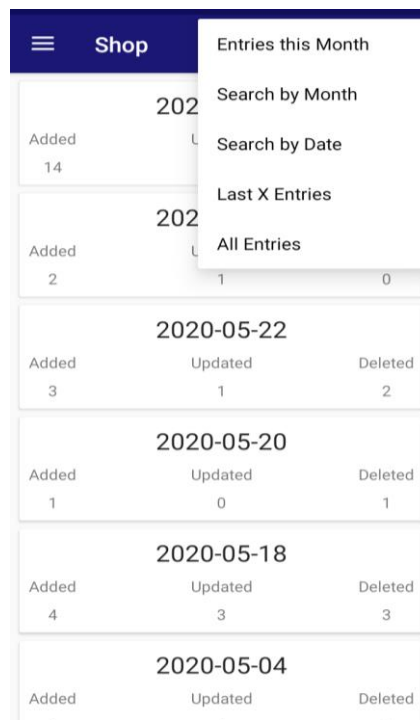 Shop
Entries this Month
Search by Month
Search by Date
Last X Entries
All Entries
Added
14
Added
2 1 0
2020-05-22
Added Updated Deleted
3 1 2
2020-05-20
Added Updated Deleted
1 0 1
2020-05-18
Added Updated Deleted
4 3 3
2020-05-04
Added Updated Deleted